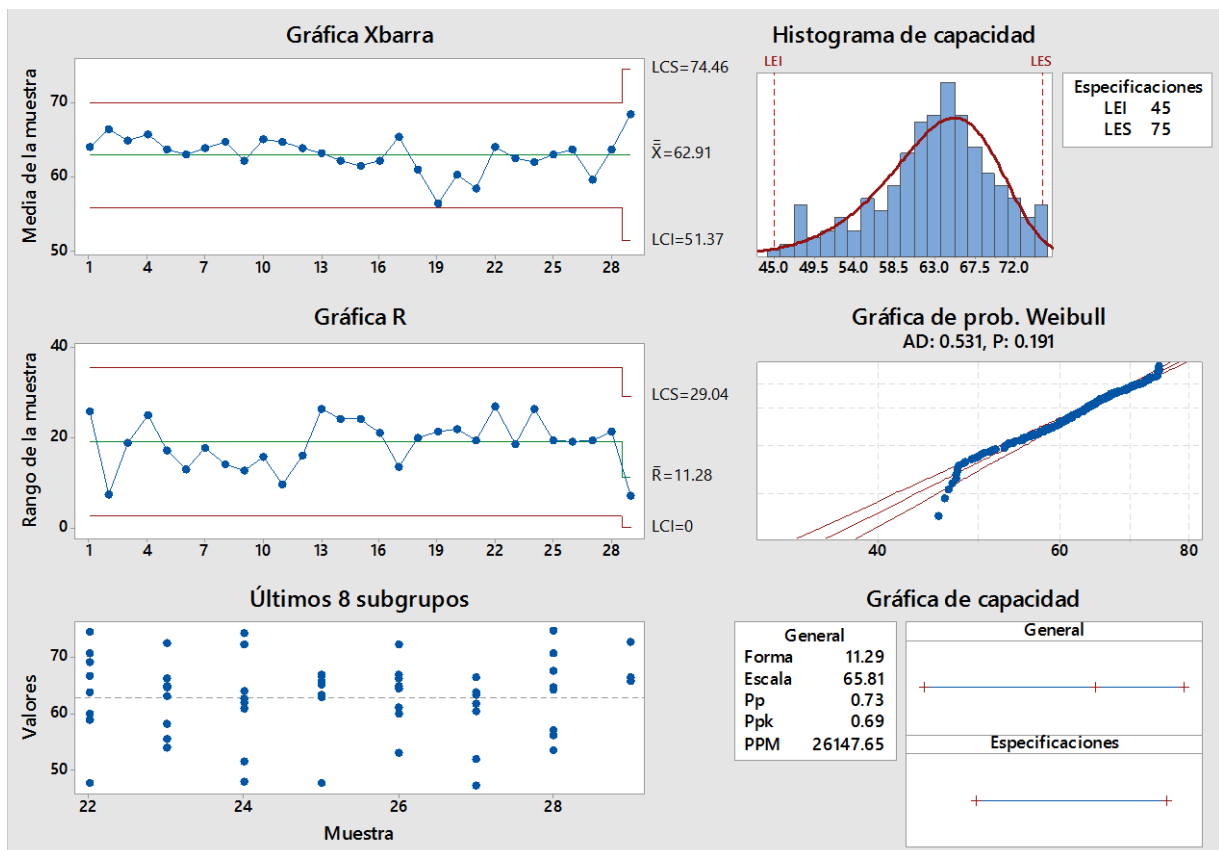 Gráfica Xbarra
Media de la muestra
70
60
50
1 4 7 10 13 16 19 22 25 28
LCS=74.46
X=62.91
LCI=51.37
Histograma de capacidad
LEI
LES
45.0 49.5 54.0 58.5 63.0 67.5 72.0
Especificaciones
LEI 45
LES 75
Gráfica R
Rango de la muestra
40
20
0
1 4 7 10 13 16 19 22 25 28
LCS=29.04
R̅=11.28
LCI=0
Gráfica de prob. Weibull
AD: 0.531, P: 0.191
40 60 80
Últimos 8 subgrupos
Valores
70
60
50
22 24 26 28
Muestra
Gráfica de capacidad
General
Forma 11.29
Escala 65.81
Pp 0.73
Ppk 0.69
PPM 26147.65
General
Especificaciones